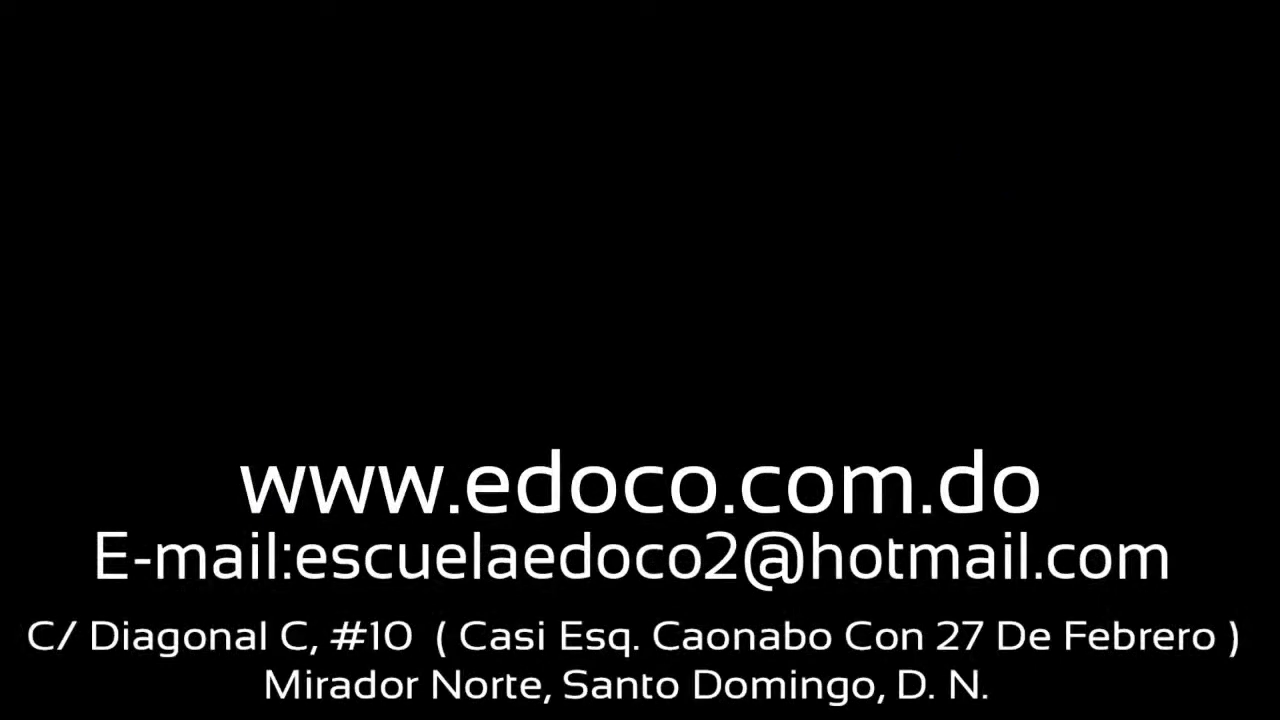 www.edoco.com.do
E-mail:escuelaedoco2@hotmail.com
C/ Diagonal C, #10 ( Casi Esq. Caonabo Con 27 De Febrero )
Mirador Norte, Santo Domingo, D. N.